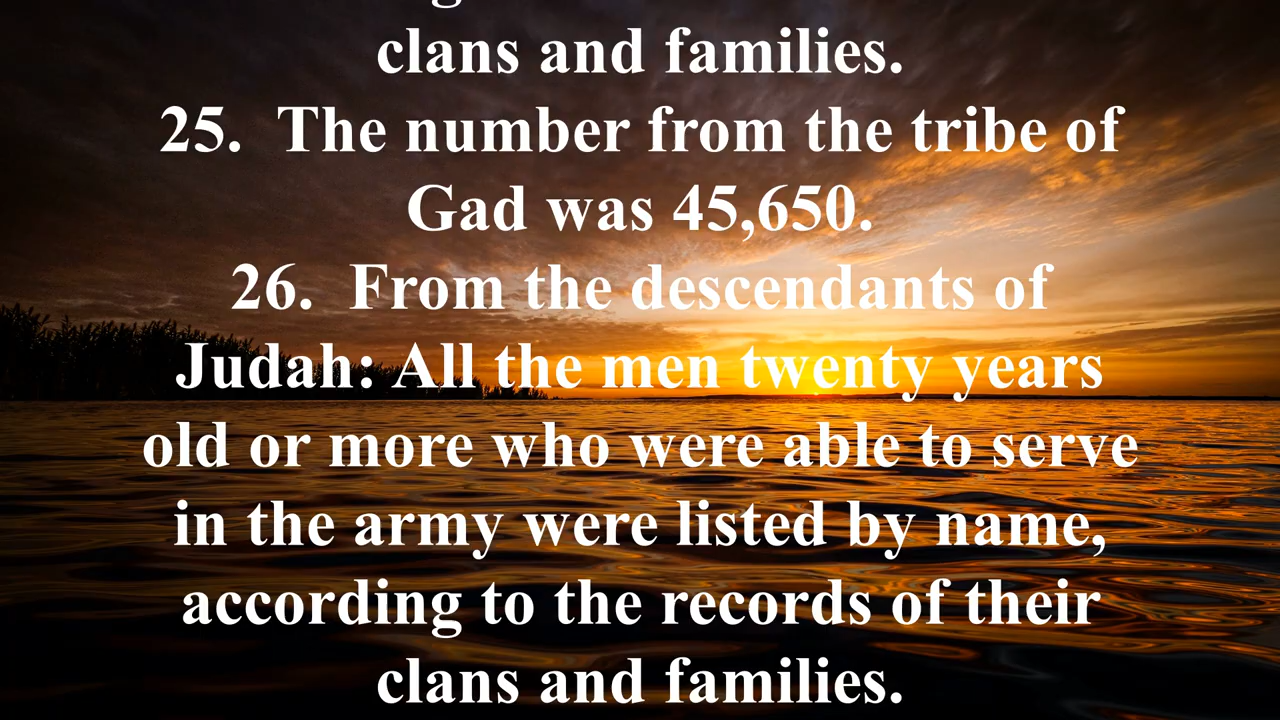 clans and families.
25. The number from the tribe of
Gad was 45,650.
26. From the descendants of
Judah: All the men twenty years
old or more who were able to serve
in the army were listed by name,
according to the records of their
clans and families.